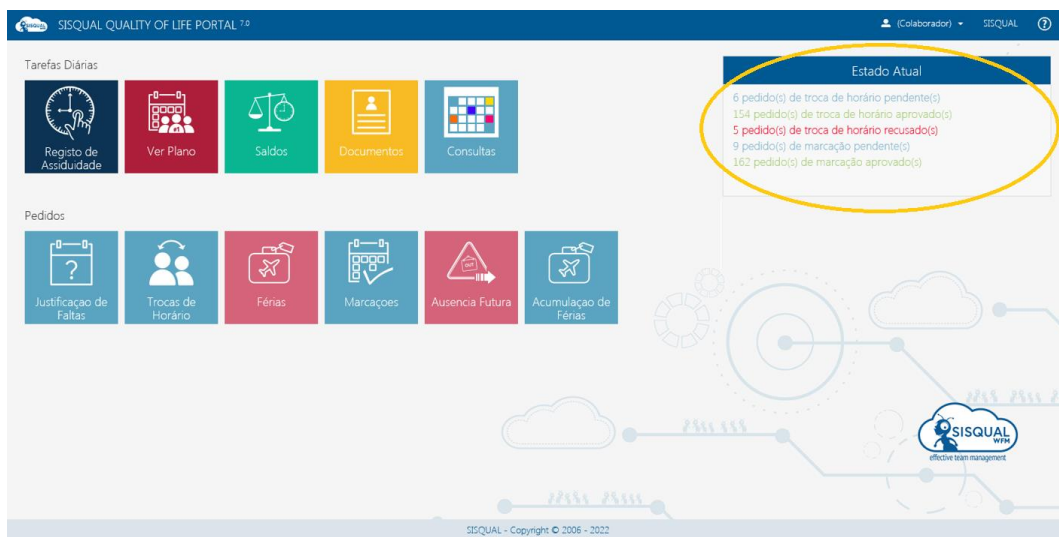 SISQUAL
SISQUAL QUALITY OF LIFE PORTAL 7.0
(Colaborador)
SISQUAL
?
Tarefas Diárias
Registo de
Assiduidade
#1
Ver Plano
Saldos
Documentos
Consultas
Estado Atual
6 pedido(s) de troca de horário pendente(s)
154 pedido(s) de troca de horário aprovado(s)
5 pedido(s) de troca de horário recusado(s)
9 pedido(s) de marcação pendente(s)
162 pedido(s) de marcação aprovado(s)
Pedidos
?
Justificaçao de
Faltas
Trocas de
Horário
Férias
Marcaçoes
OUT
Ausencia Futura
Acumulaçao de
Férias
SISQUAL
WFM
effective team management
SISQUAL - Copyright © 2006 - 2022